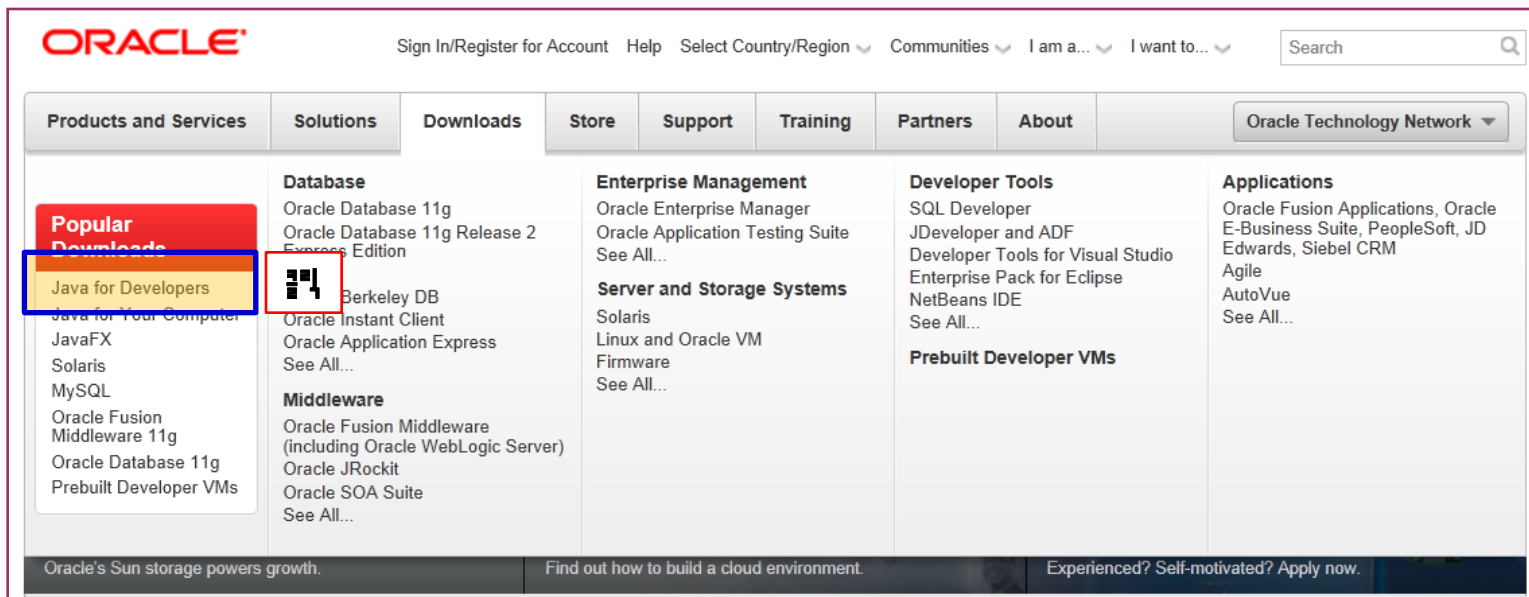 ORACLE
Sign In/Register for Account Help Select Country/Region Communities I am a... I want to... Search
Products and Services Solutions Downloads Store Support Training Partners About Oracle Technology Network
Popular
Downloads
Java for Developers
Java for Your Computer
JavaFX
Solaris
MySQL
Oracle Fusion
Middleware 11g
Oracle Database 11g
Prebuilt Developer VMs
Database
Oracle Database 11g
Oracle Database 11g Release 2
Express Edition
Berkeley DB
Oracle Instant Client
Oracle Application Express
See All...
Middleware
Oracle Fusion Middleware
(including Oracle WebLogic Server)
Oracle JRockit
Oracle SOA Suite
See All...
Enterprise Management
Oracle Enterprise Manager
Oracle Application Testing Suite
See All...
Server and Storage Systems
Solaris
Linux and Oracle VM
Firmware
See All...
Developer Tools
SQL Developer
JDeveloper and ADF
Developer Tools for Visual Studio
Enterprise Pack for Eclipse
NetBeans IDE
See All...
Prebuilt Developer VMs
Applications
Oracle Fusion Applications, Oracle
E-Business Suite, PeopleSoft, JD
Edwards, Siebel CRM
Agile
AutoVue
See All...
Oracle's Sun storage powers growth. Find out how to build a cloud environment. Experienced? Self-motivated? Apply now.